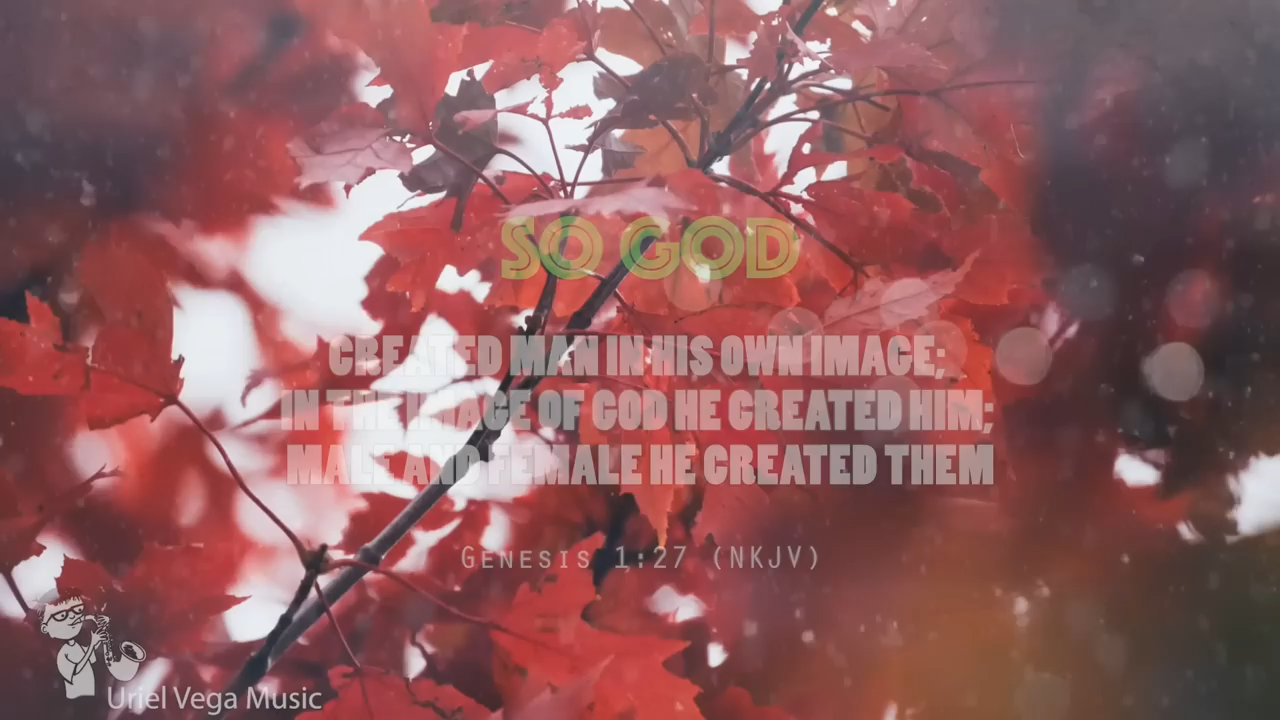 SO GOD
CREATED MAN IN HIS OWN IMAGE;
IN THE IMAGE OF GOD HE CREATED HIM;
MALE AND FEMALE HE CREATED THEM
Genesis 1:27 (NKJV)
Uriel Vega Music